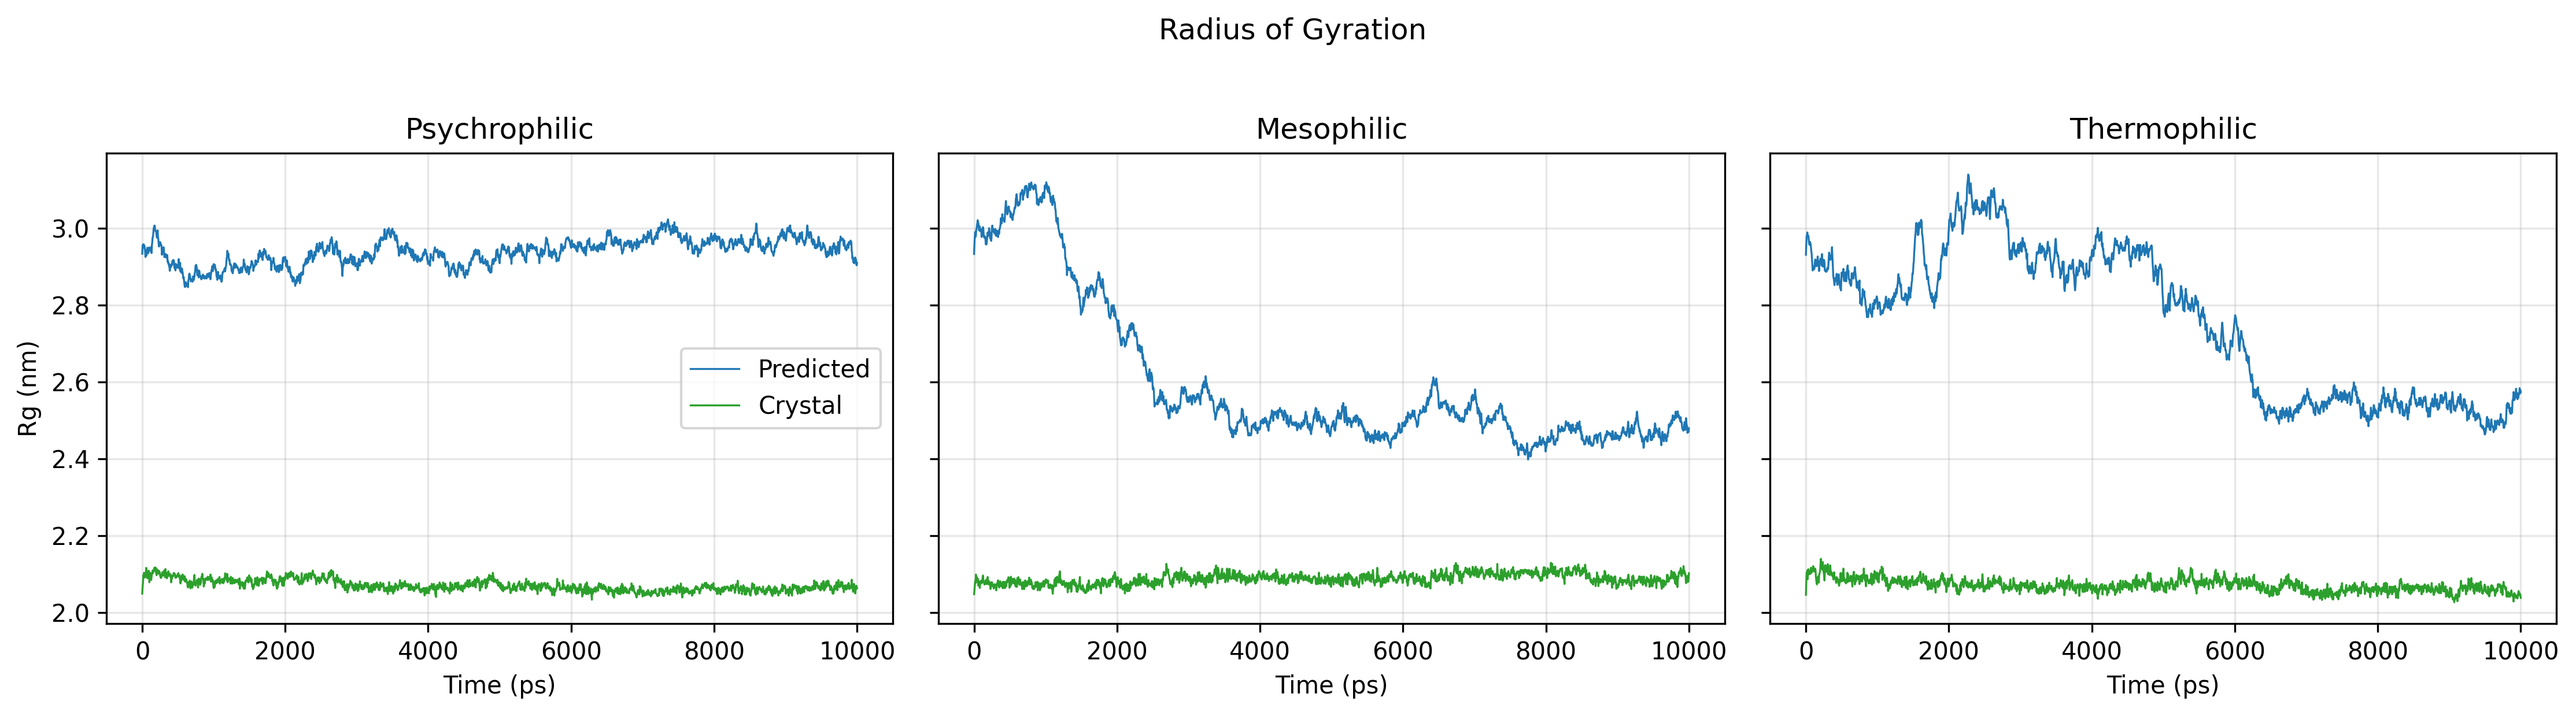 Radius of Gyration
Psychrophilic
Mesophilic
Thermophilic
Rg (nm)
3.0
2.8
2.6
2.4
2.2
2.0
Predicted
Crystal
0 2000 4000 6000 8000 10000
0 2000 4000 6000 8000 10000
0 2000 4000 6000 8000 10000
Time (ps)
Time (ps)
Time (ps)